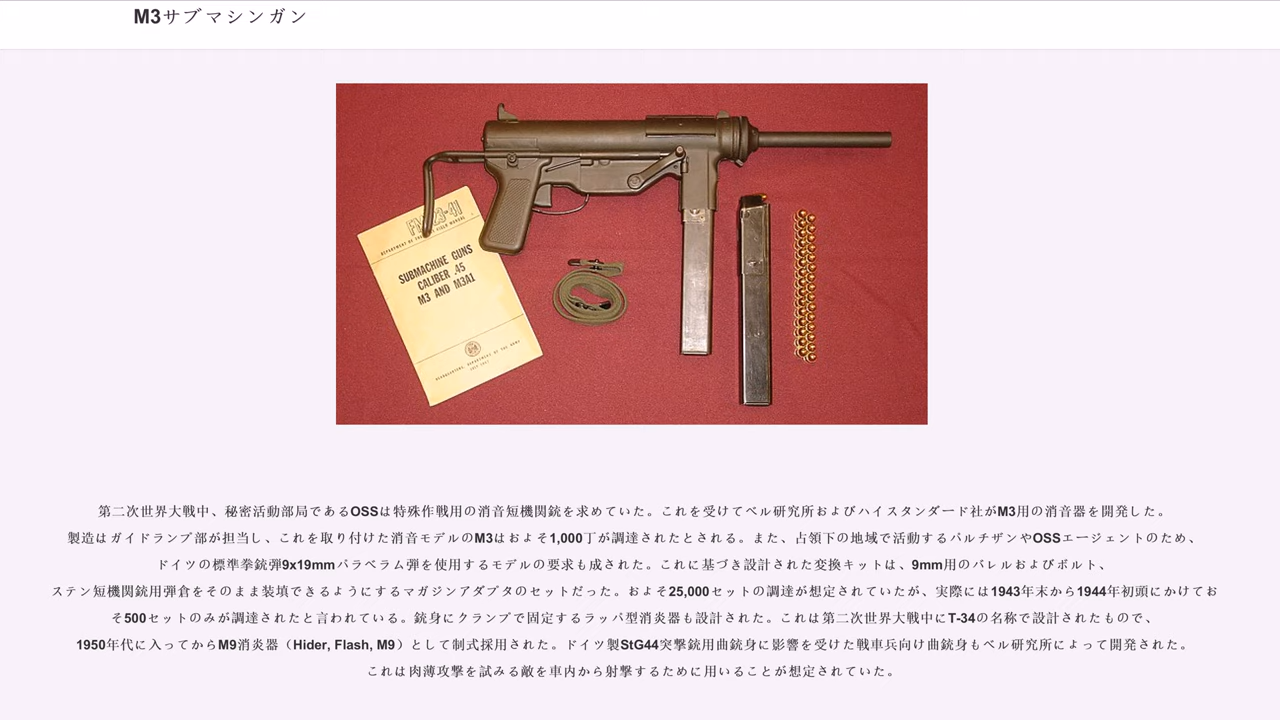 M3サブマシンガン
FM 23-41
DEPARTMENT OF THE ARMY FIELD MANUAL
SUBMACHINE GUNS
CALIBER .45
M3 AND M3A1
HEADQUARTERS, DEPARTMENT OF THE ARMY
JULY 1957
第二次世界大戦中、秘密活動部局であるOSSは特殊作戦用の消音短機関銃を求めていた。これを受けてベル研究所およびハイスタンダード社がM3用の消音器を開発した。
製造はガイドランプ部が担当し、これを取り付けた消音モデルのM3はおよそ1,000丁が調達されたとされる。また、占領下の地域で活動するパルチザンやOSSエージェントのため、
ドイツの標準拳銃弾9x19mmパラベラム弾を使用するモデルの要求も成された。これに基づき設計された変換キットは、9mm用のバレルおよびボルト、
ステン短機関銃用弾倉をそのまま装填できるようにするマガジンアダプタのセットだった。およそ25,000セットの調達が想定されていたが、実際には1943年末から1944年初頭にかけてお
そ500セットのみが調達されたと言われている。銃身にクランプで固定するラッパ型消炎器も設計された。これは第二次世界大戦中にT-34の名称で設計されたもので、
1950年代に入ってからM9消炎器（Hider, Flash, M9）として制式採用された。ドイツ製StG44突撃銃用曲銃身に影響を受けた戦車兵向け曲銃身もベル研究所によって開発された。
これは肉薄攻撃を試みる敵を車内から射撃するために用いることが想定されていた。